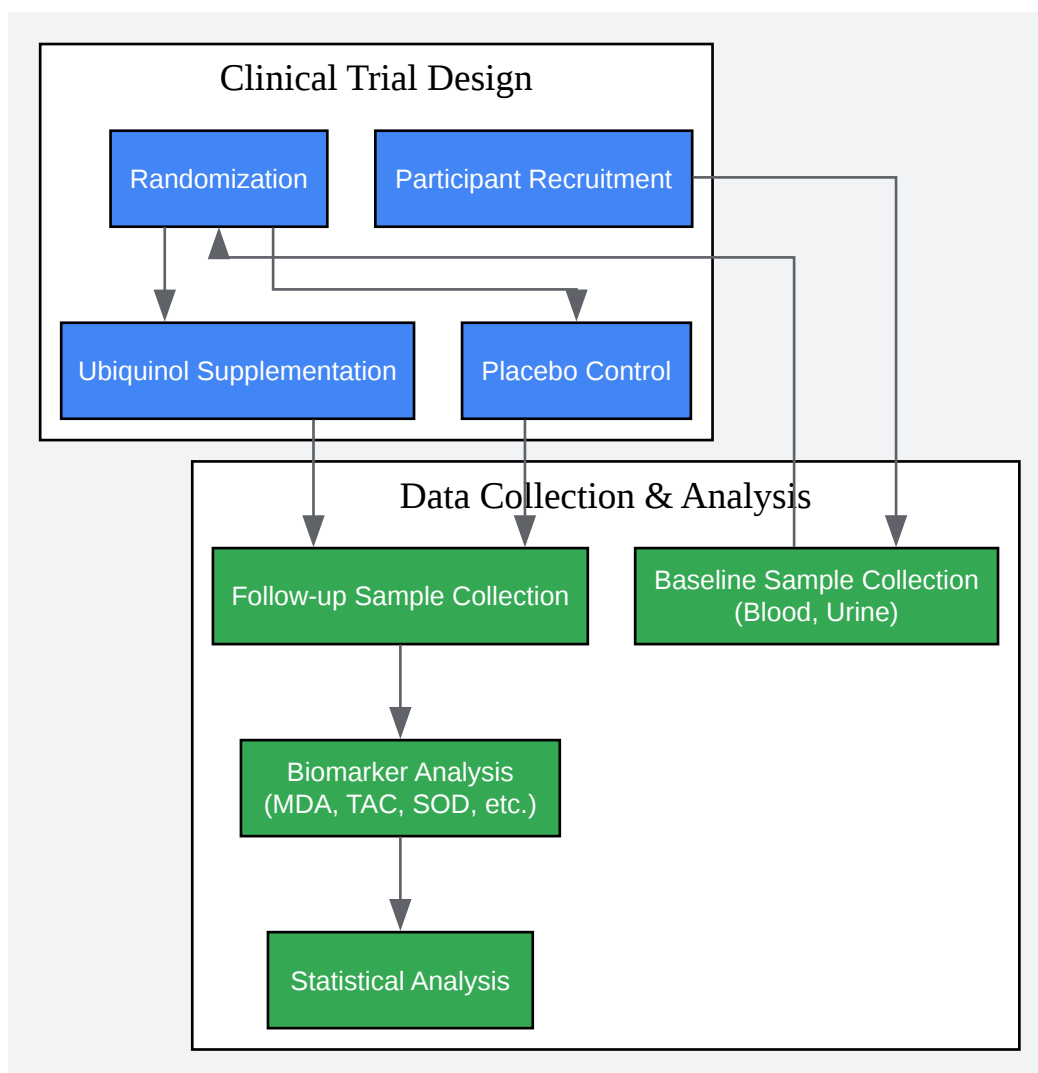 Clinical Trial Design
Randomization
Participant Recruitment
Ubiquinol Supplementation
Placebo Control
Data Collection & Analysis
Follow-up Sample Collection
Baseline Sample Collection
(Blood, Urine)
Biomarker Analysis
(MDA, TAC, SOD, etc.)
Statistical Analysis